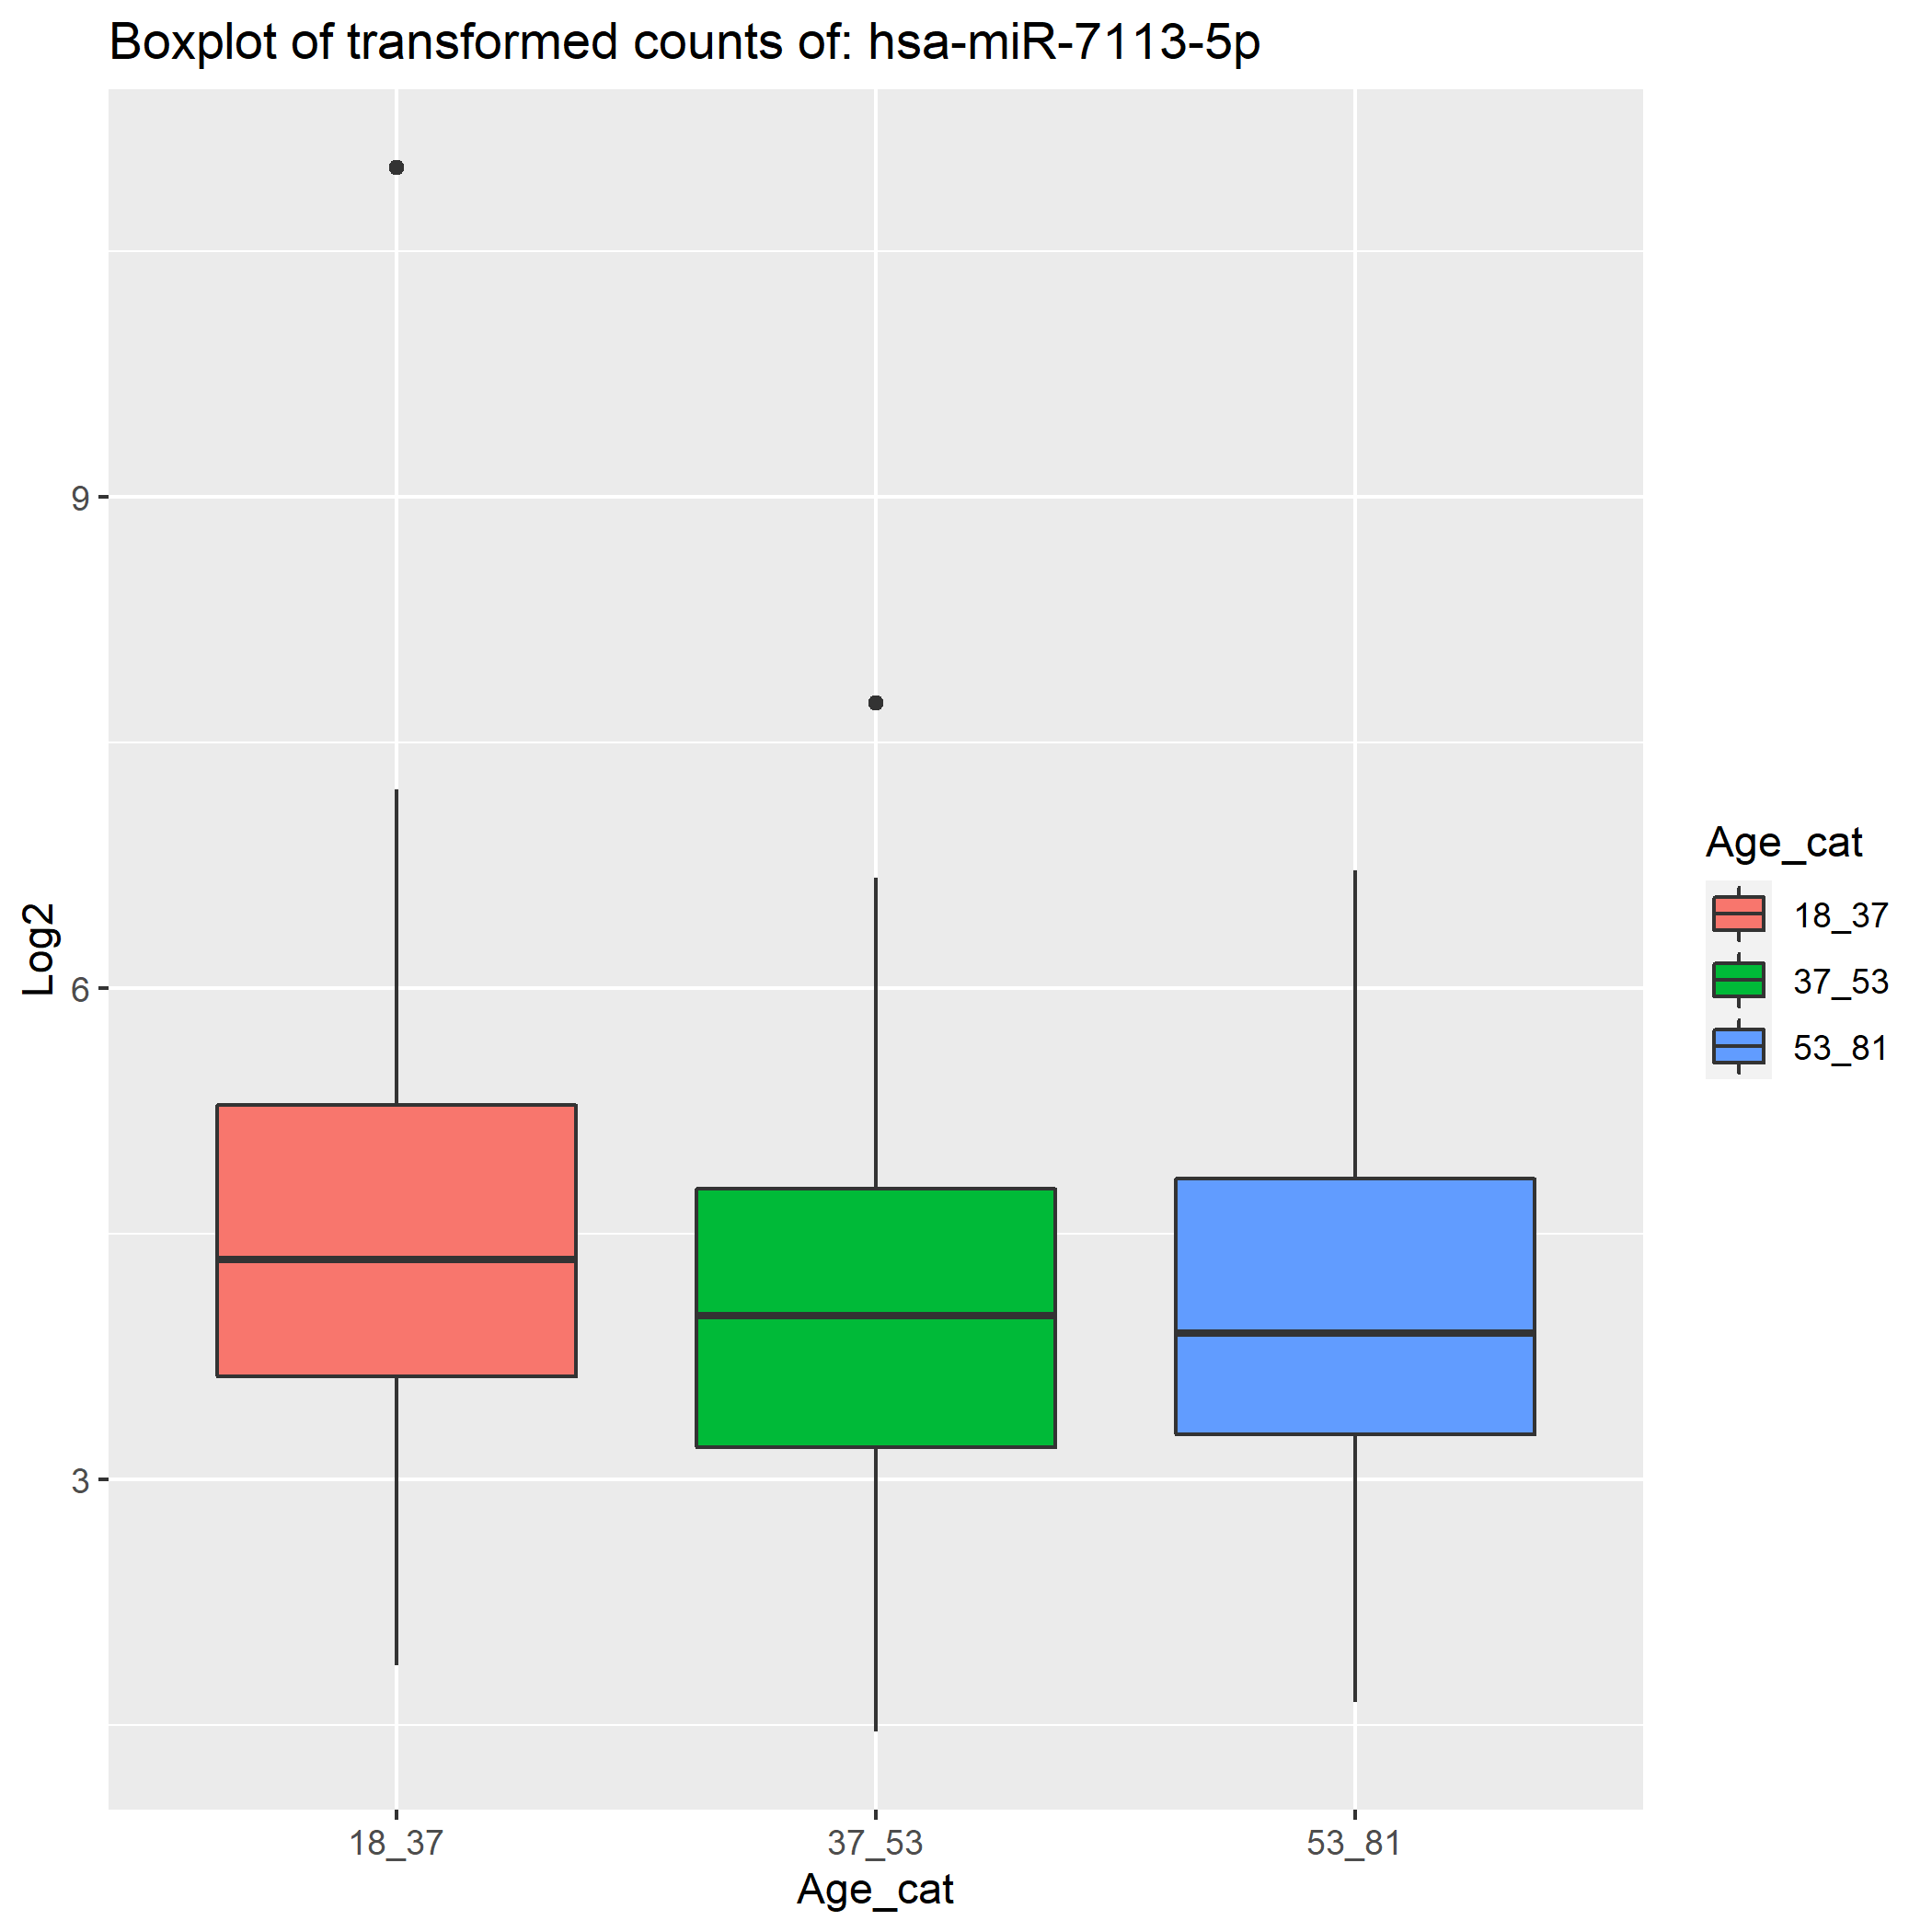 Boxplot of transformed counts of: hsa-miR-7113-5p
9
6
3
Log2
18_37
37_53
53_81
Age_cat
Age_cat
18_37
37_53
53_81